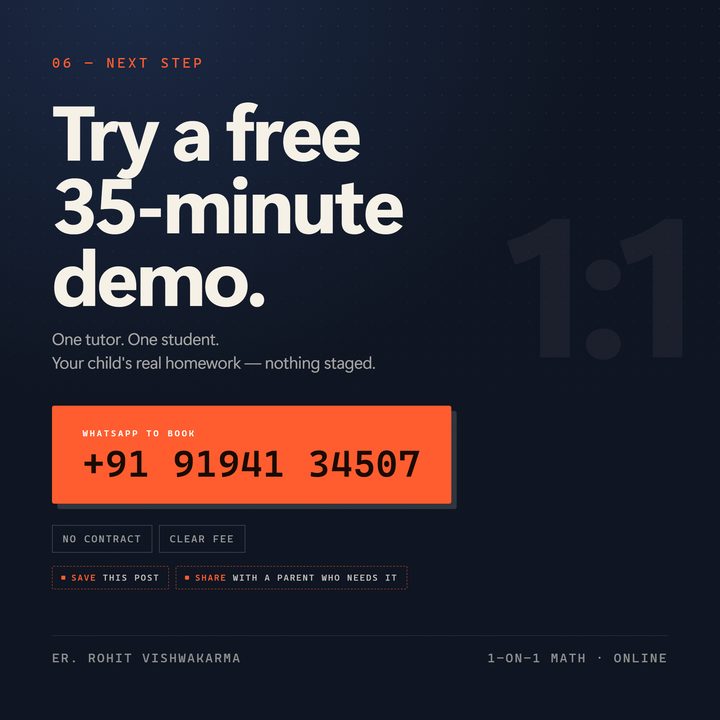 06 — NEXT STEP
Try a free
35-minute
demo.
1:1
One tutor. One student.
Your child's real homework — nothing staged.
WHATSAPP TO BOOK
+91 91941 34507
NO CONTRACT
CLEAR FEE
SAVE THIS POST
SHARE WITH A PARENT WHO NEEDS IT
ER. ROHIT VISHWAKARMA
1-ON-1 MATH · ONLINE